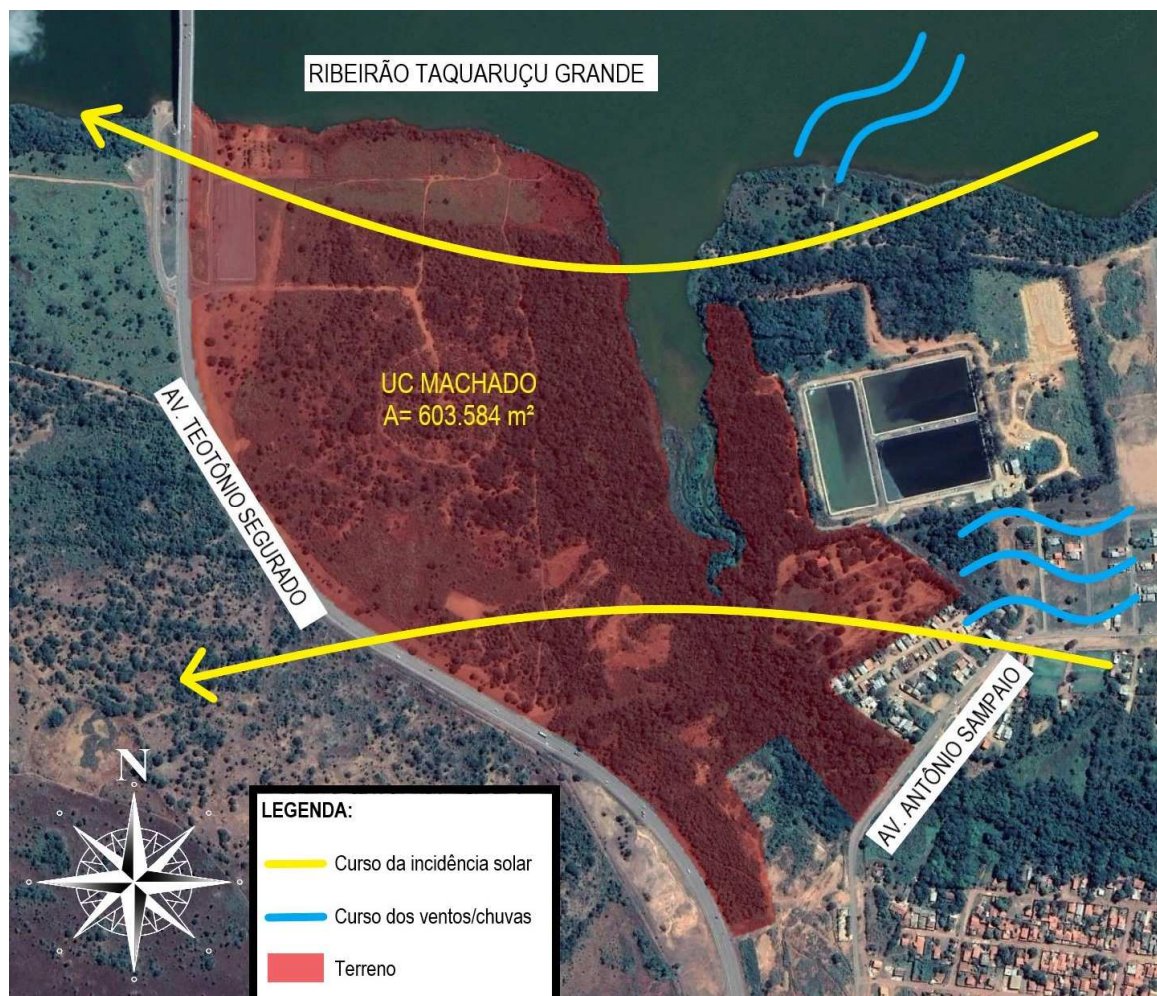 RIBEIRÃO TAQUARUÇU GRANDE
UC MACHADO
A= 603.584 m²
AV. TEOTÔNIO SEGURADO
AV. ANTÔNIO SAMPAIO
N
LEGENDA:
Curso da incidência solar
Curso dos ventos/chuvas
Terreno